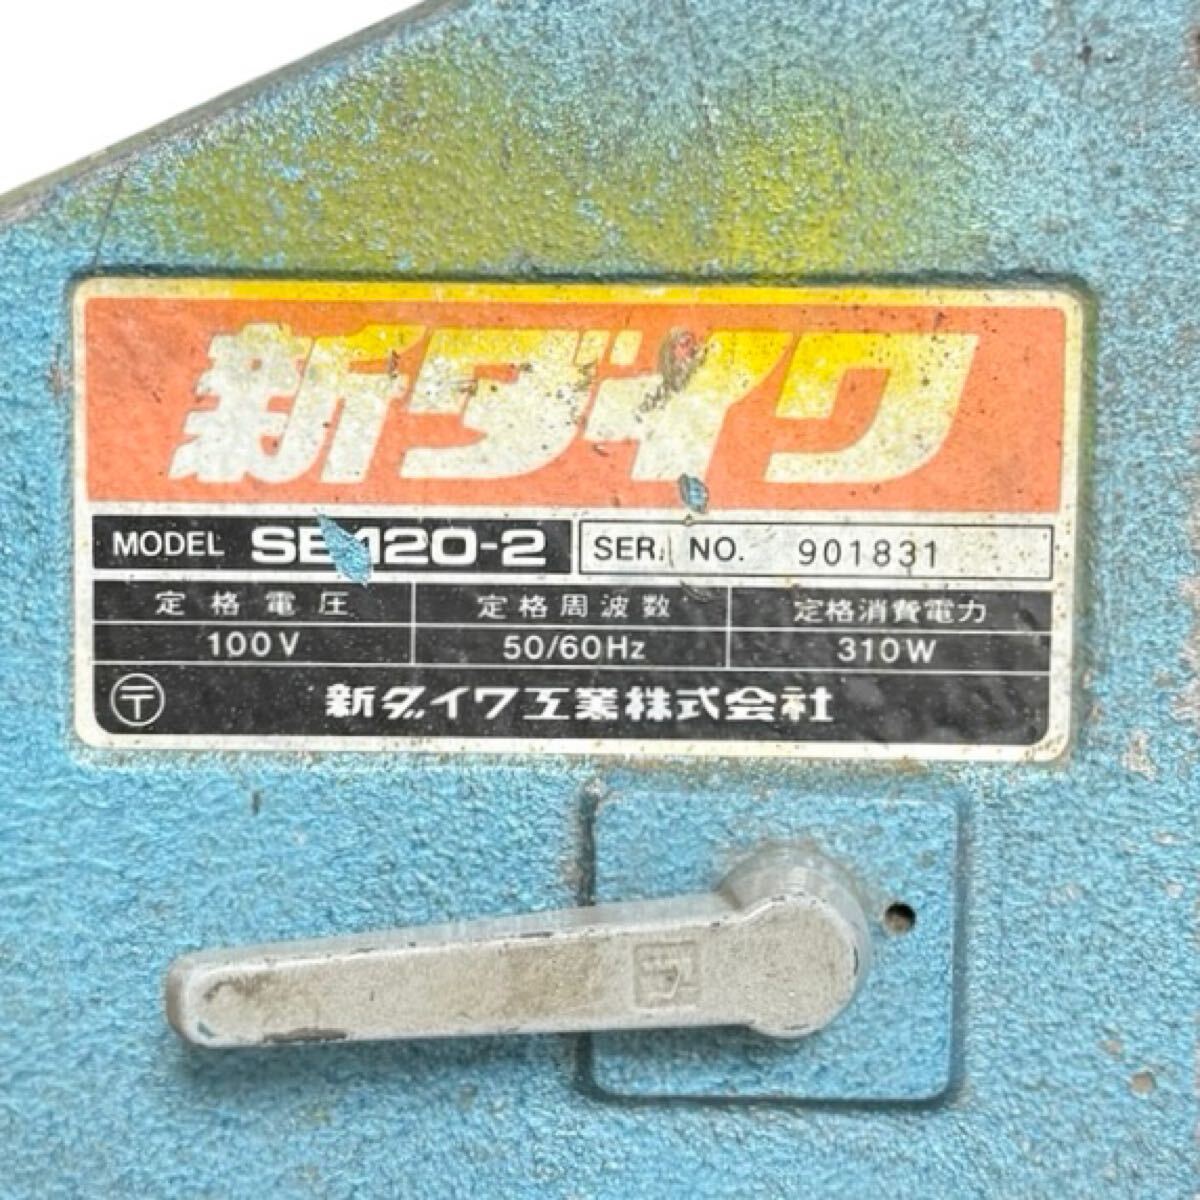 新ダイワ
MODEL SB120-2
SER. NO. 901831
定格電圧 定格周波数 定格消費電力
100V 50/60Hz 310W
〒 新ダイワ工業株式会社